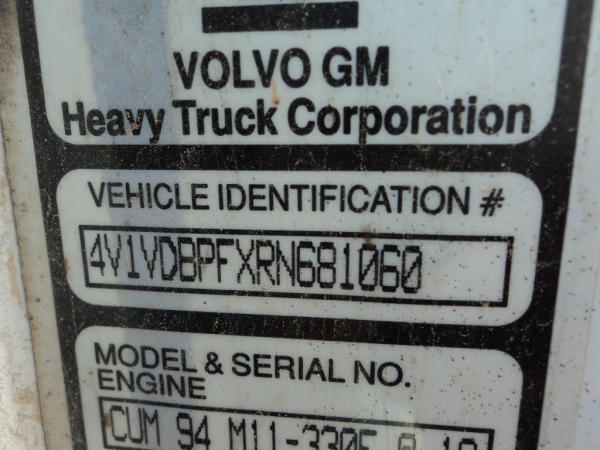 VOLVO GM
Heavy Truck Corporation
VEHICLE IDENTIFICATION #
4V1VDBPFXRN681060
MODEL & SERIAL NO.
ENGINE
CUM 94 M11-330E